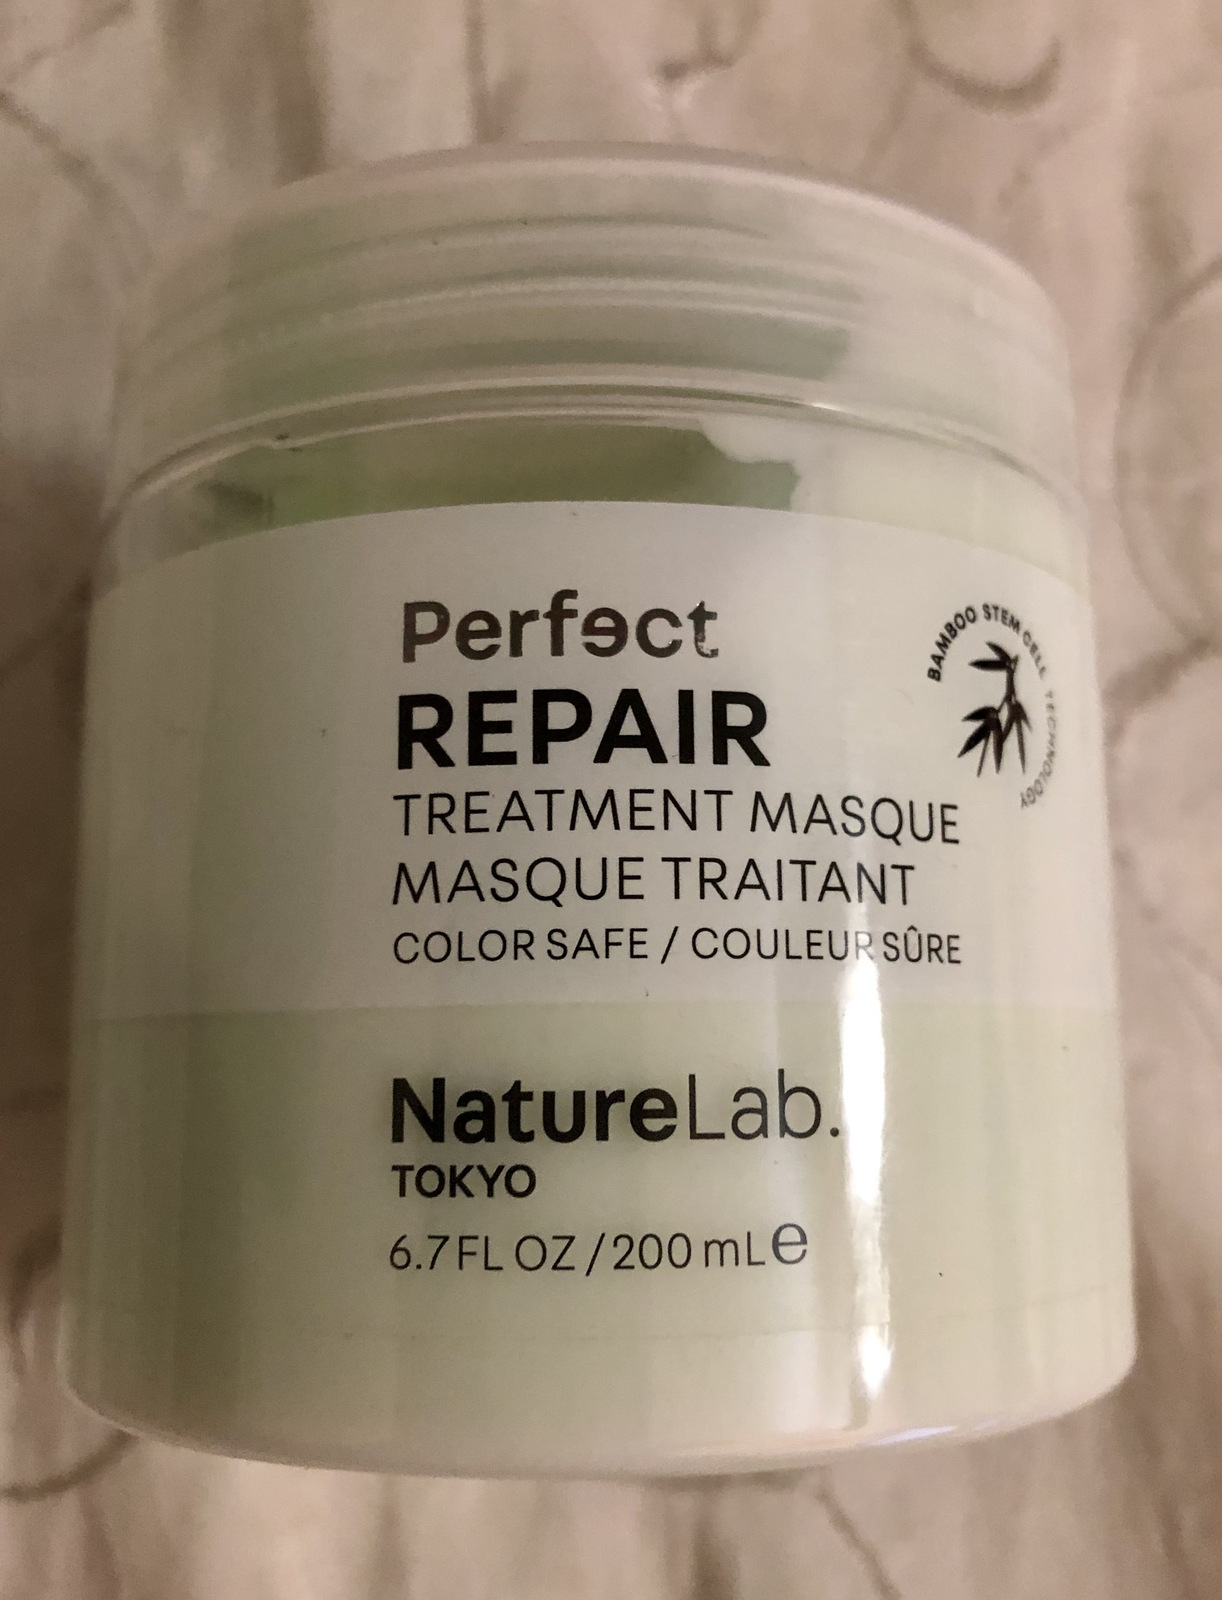 Perfect
REPAIR
TREATMENT MASQUE
MASQUE TRAITANT
COLOR SAFE / COULEUR SÛRE
BAMBOO STEM CELL TECHNOLOGY
NatureLab.
TOKYO
6.7 FL OZ / 200 mL e